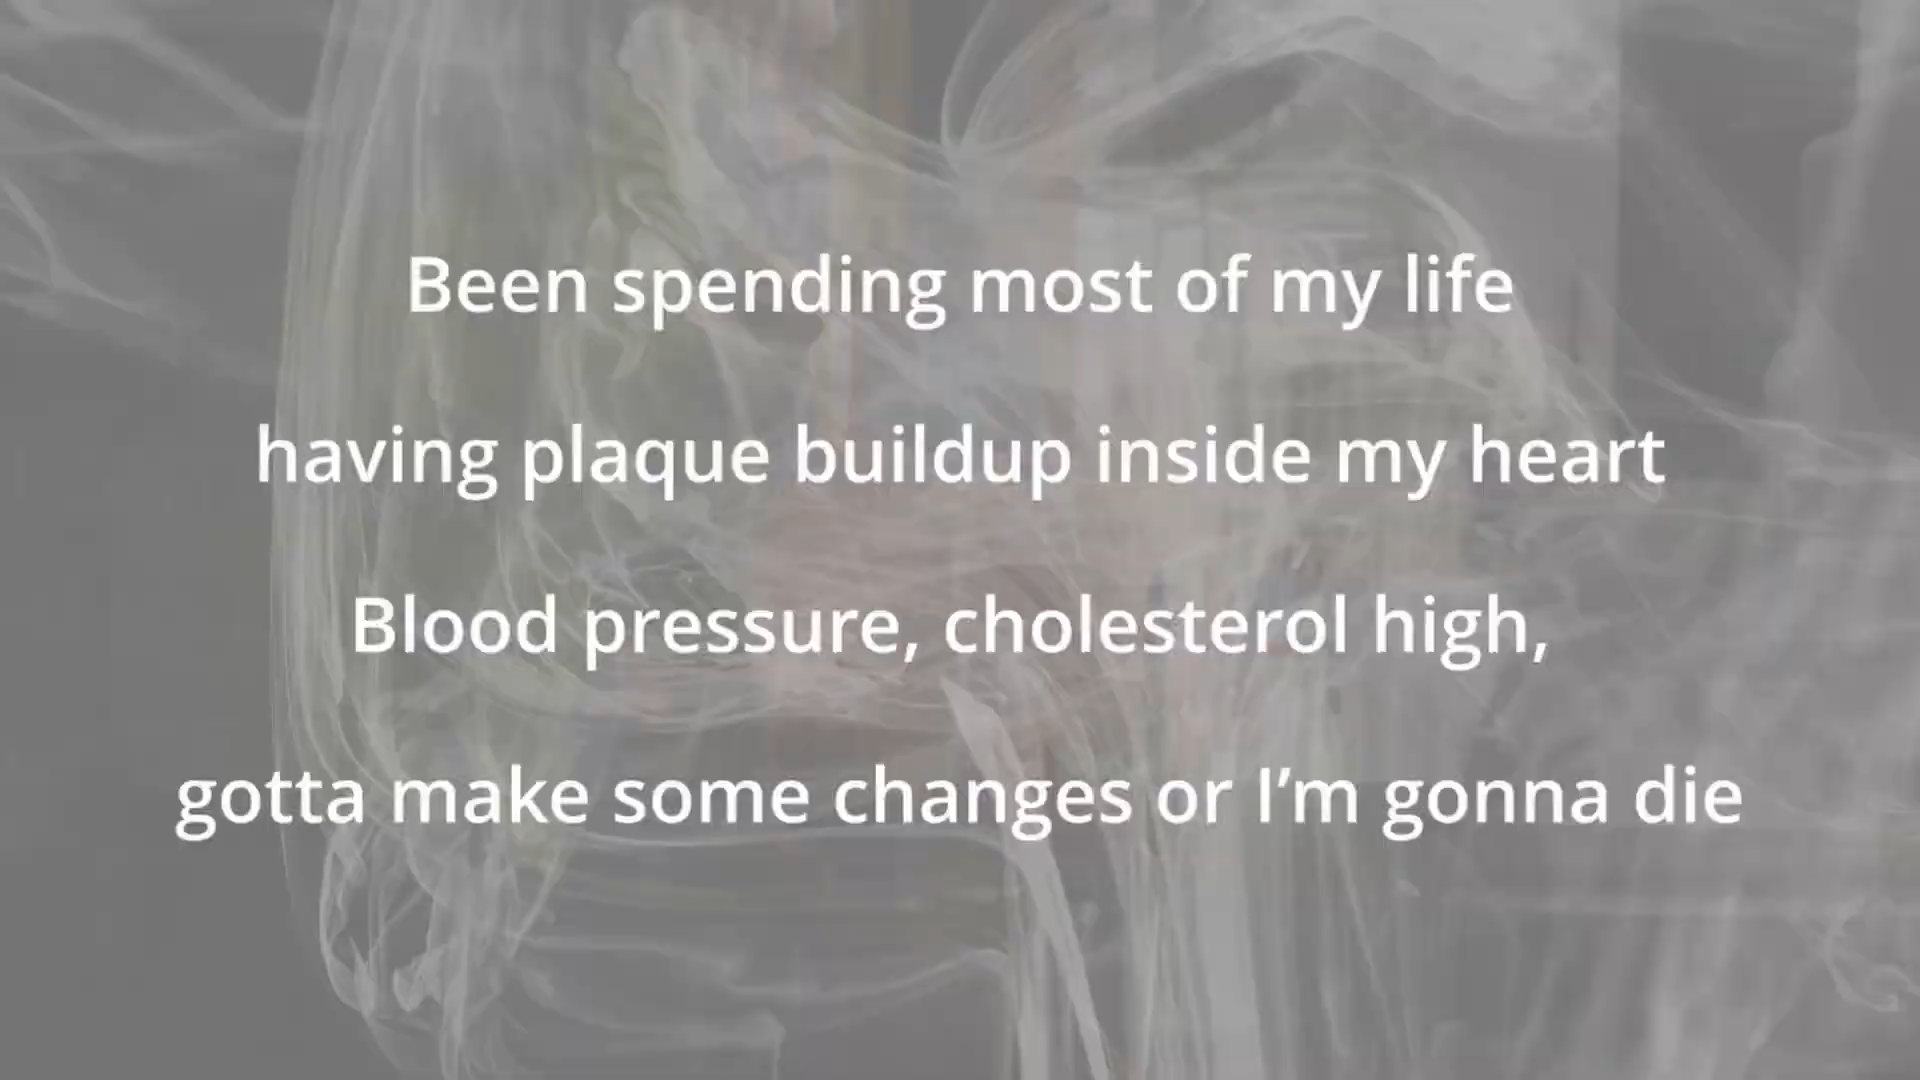 Been spending most of my life
having plaque buildup inside my heart
Blood pressure, cholesterol high,
gotta make some changes or I’m gonna die